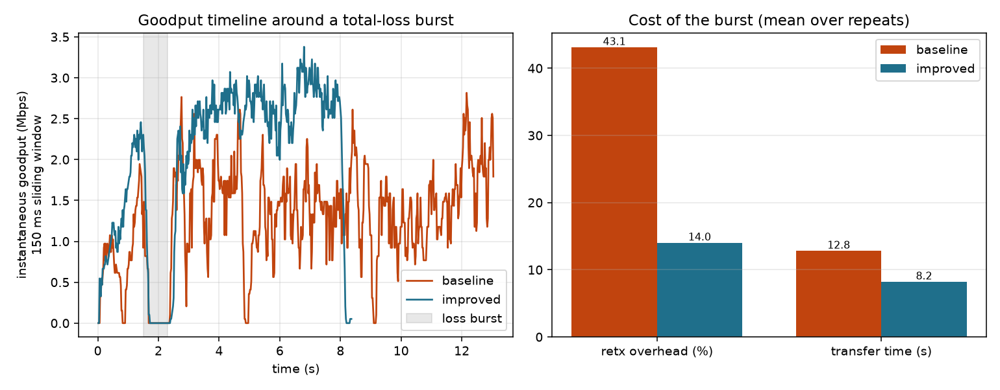 Goodput timeline around a total-loss burst
instantaneous goodput (Mbps)
150 ms sliding window
3.5
3.0
2.5
2.0
1.5
1.0
0.5
0.0
0 2 4 6 8 10 12
time (s)
baseline
improved
loss burst
Cost of the burst (mean over repeats)
40
30
20
10
0
43.1
14.0
12.8
8.2
baseline
improved
retx overhead (%) transfer time (s)